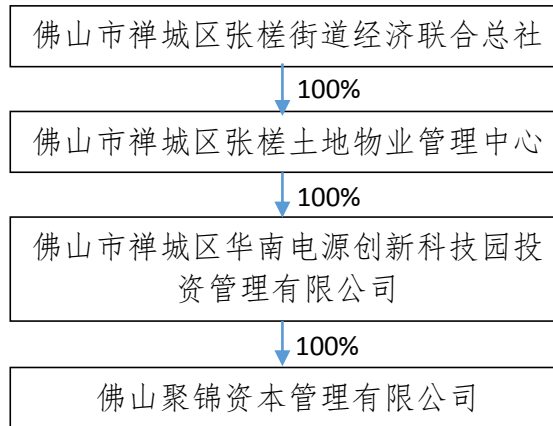 佛山市禅城区张槎街道经济联合总社
100%
佛山市禅城区张槎土地物业管理中心
100%
佛山市禅城区华南电源创新科技园投
资管理有限公司
100%
佛山聚锦资本管理有限公司